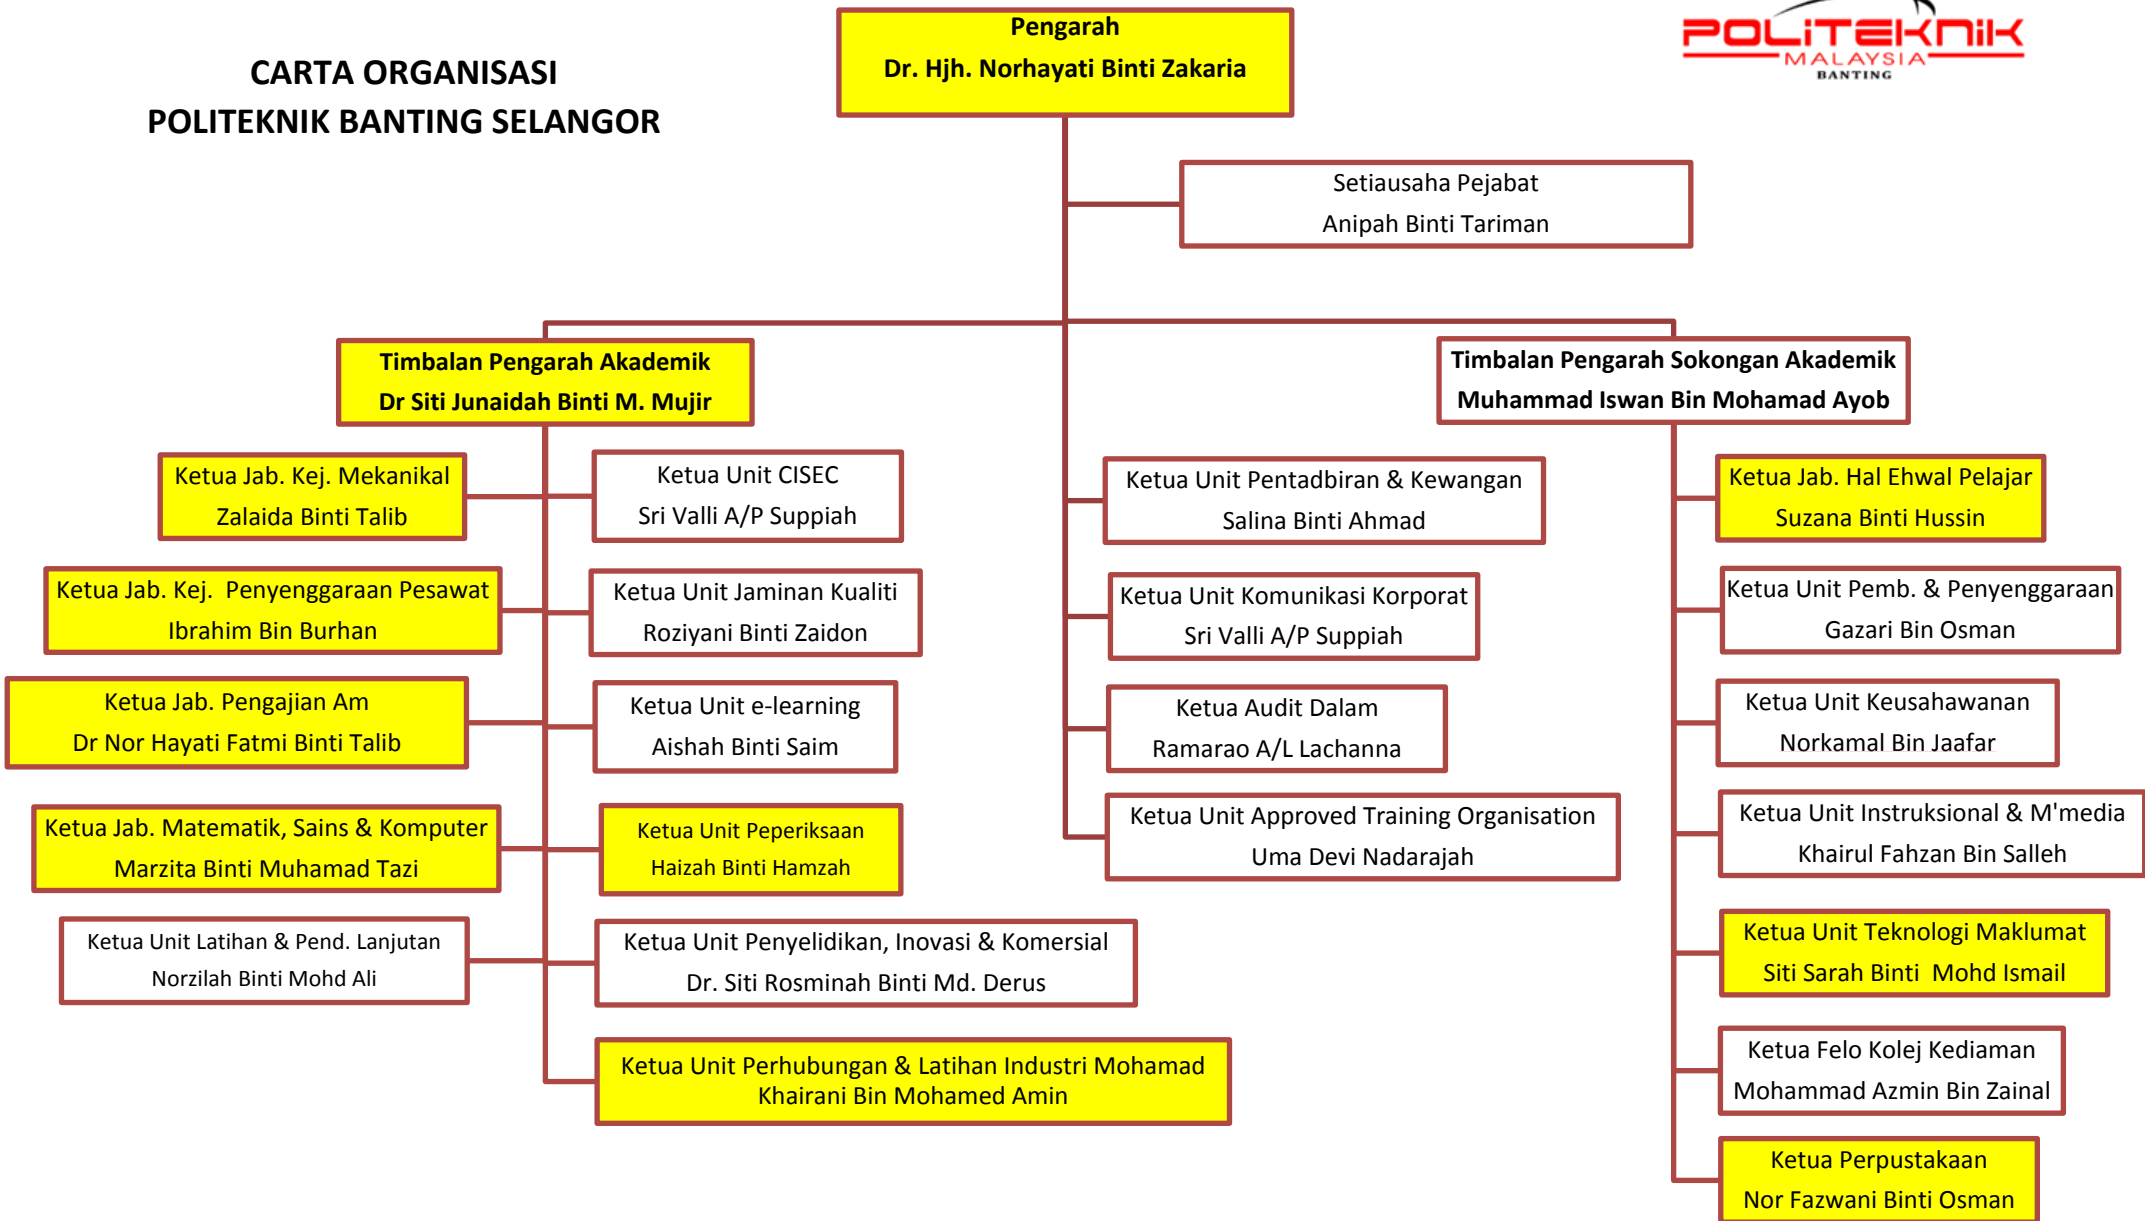 CARTA ORGANISASI
POLITEKNIK BANTING SELANGOR
Pengarah
Dr. Hjh. Norhayati Binti Zakaria
POLITEKNIK
MALAYSIA
BANTING
Setiausaha Pejabat
Anipah Binti Tariman
Timbalan Pengarah Akademik
Dr Siti Junaidah Binti M. Mujir
Timbalan Pengarah Sokongan Akademik
Muhammad Iswan Bin Mohamad Ayob
Ketua Jab. Kej. Mekanikal
Zalaida Binti Talib
Ketua Jab. Kej.  Penyenggaraan Pesawat
Ibrahim Bin Burhan
Ketua Jab. Pengajian Am
Dr Nor Hayati Fatmi Binti Talib
Ketua Jab. Matematik, Sains & Komputer
Marzita Binti Muhamad Tazi
Ketua Unit Latihan & Pend. Lanjutan
Norzilah Binti Mohd Ali
Ketua Unit CISEC
Sri Valli A/P Suppiah
Ketua Unit Jaminan Kualiti
Roziyani Binti Zaidon
Ketua Unit e-learning
Aishah Binti Saim
Ketua Unit Peperiksaan
Haizah Binti Hamzah
Ketua Unit Penyelidikan, Inovasi & Komersial
Dr. Siti Rosminah Binti Md. Derus
Ketua Unit Perhubungan & Latihan Industri Mohamad
Khairani Bin Mohamed Amin
Ketua Unit Pentadbiran & Kewangan
Salina Binti Ahmad
Ketua Unit Komunikasi Korporat
Sri Valli A/P Suppiah
Ketua Audit Dalam
Ramarao A/L Lachanna
Ketua Unit Approved Training Organisation
Uma Devi Nadarajah
Ketua Jab. Hal Ehwal Pelajar
Suzana Binti Hussin
Ketua Unit Pemb. & Penyenggaraan
Gazari Bin Osman
Ketua Unit Keusahawanan
Norkamal Bin Jaafar
Ketua Unit Instruksional & M'media
Khairul Fahzan Bin Salleh
Ketua Unit Teknologi Maklumat
Siti Sarah Binti  Mohd Ismail
Ketua Felo Kolej Kediaman
Mohammad Azmin Bin Zainal
Ketua Perpustakaan
Nor Fazwani Binti Osman